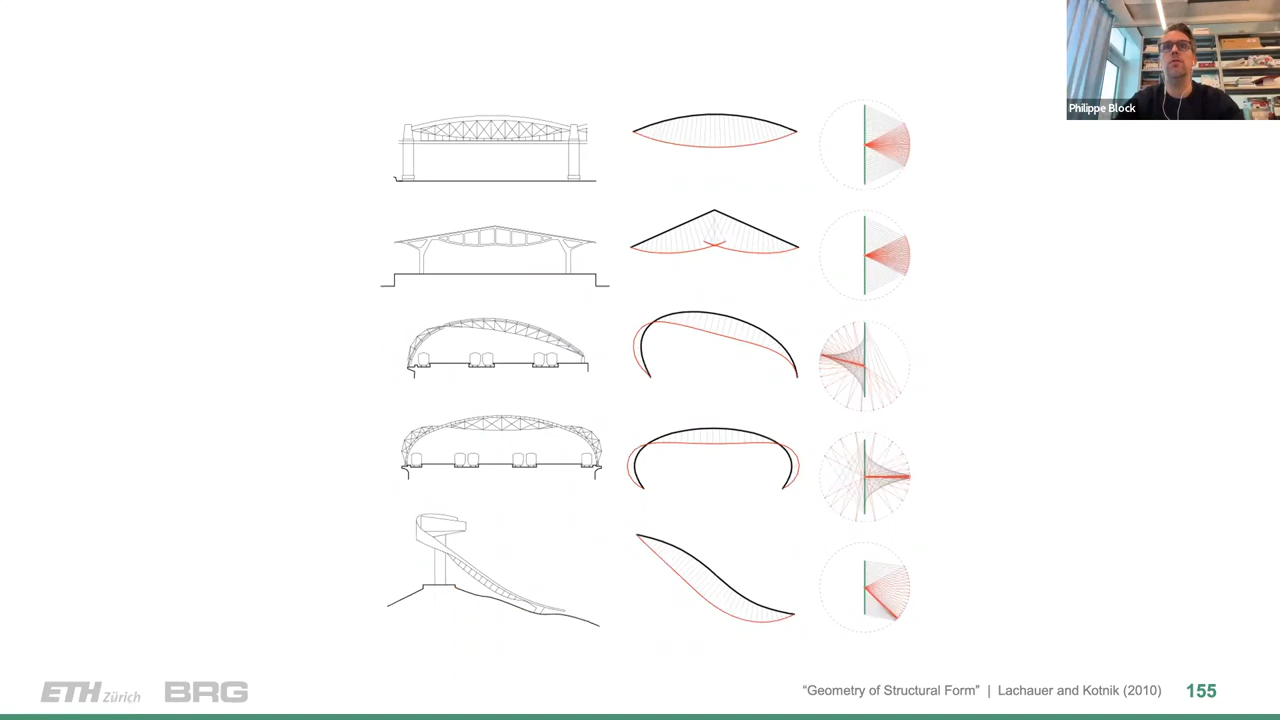 Philippe Block
ETH Zürich BRG
"Geometry of Structural Form" | Lachauer and Kotnik (2010) 155